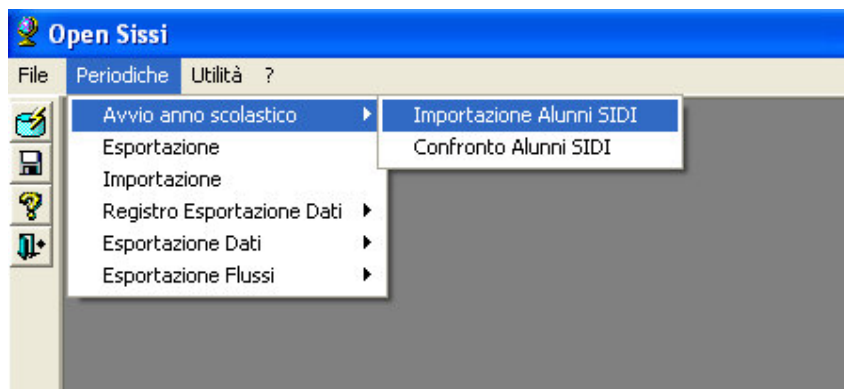 Open Sissi
File Periodiche Utilità ?
Avvio anno scolastico Importazione Alunni SIDI
Esportazione Confronto Alunni SIDI
Importazione
Registro Esportazione Dati
Esportazione Dati
Esportazione Flussi